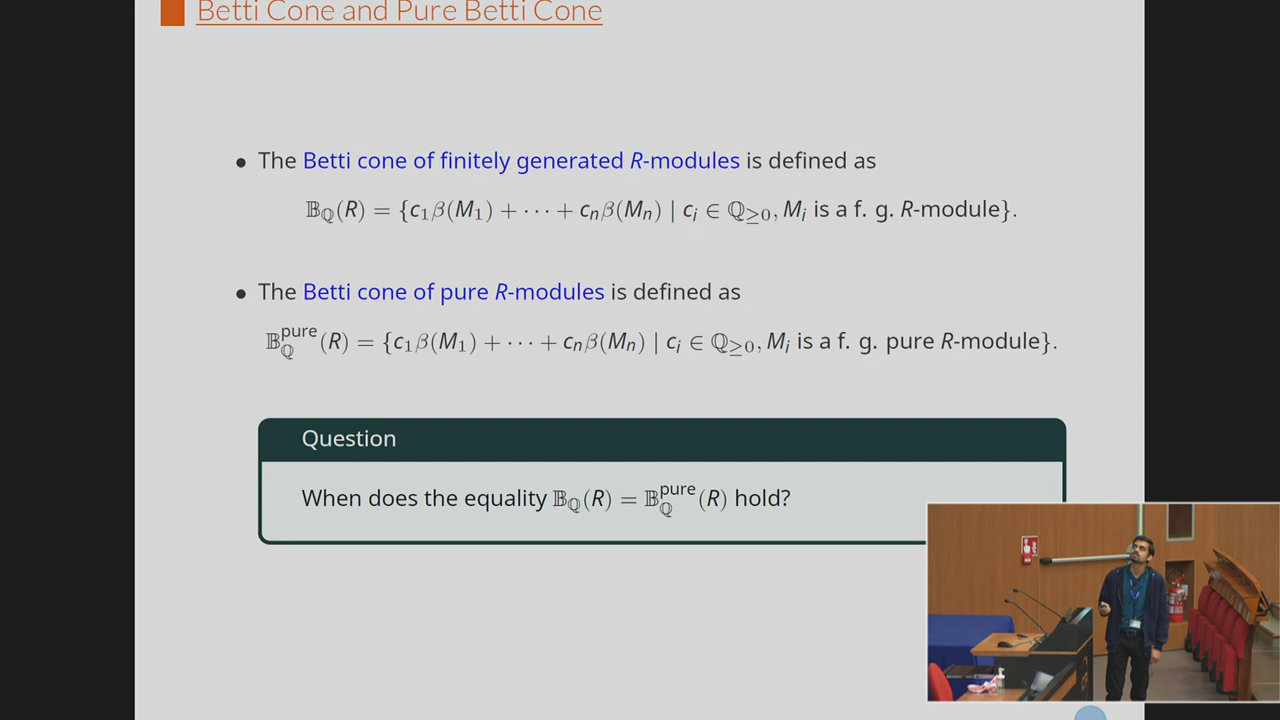 Betti Cone and Pure Betti Cone
• The Betti cone of finitely generated R-modules is defined as
𝔹_ℚ(R) = {c₁β(M₁) + ⋯ + cₙβ(Mₙ) | cᵢ ∈ ℚ_≥0, Mᵢ is a f. g. R-module}.
• The Betti cone of pure R-modules is defined as
𝔹_ℚ^pure(R) = {c₁β(M₁) + ⋯ + cₙβ(Mₙ) | cᵢ ∈ ℚ_≥0, Mᵢ is a f. g. pure R-module}.
Question
When does the equality 𝔹_ℚ(R) = 𝔹_ℚ^pure(R) hold?